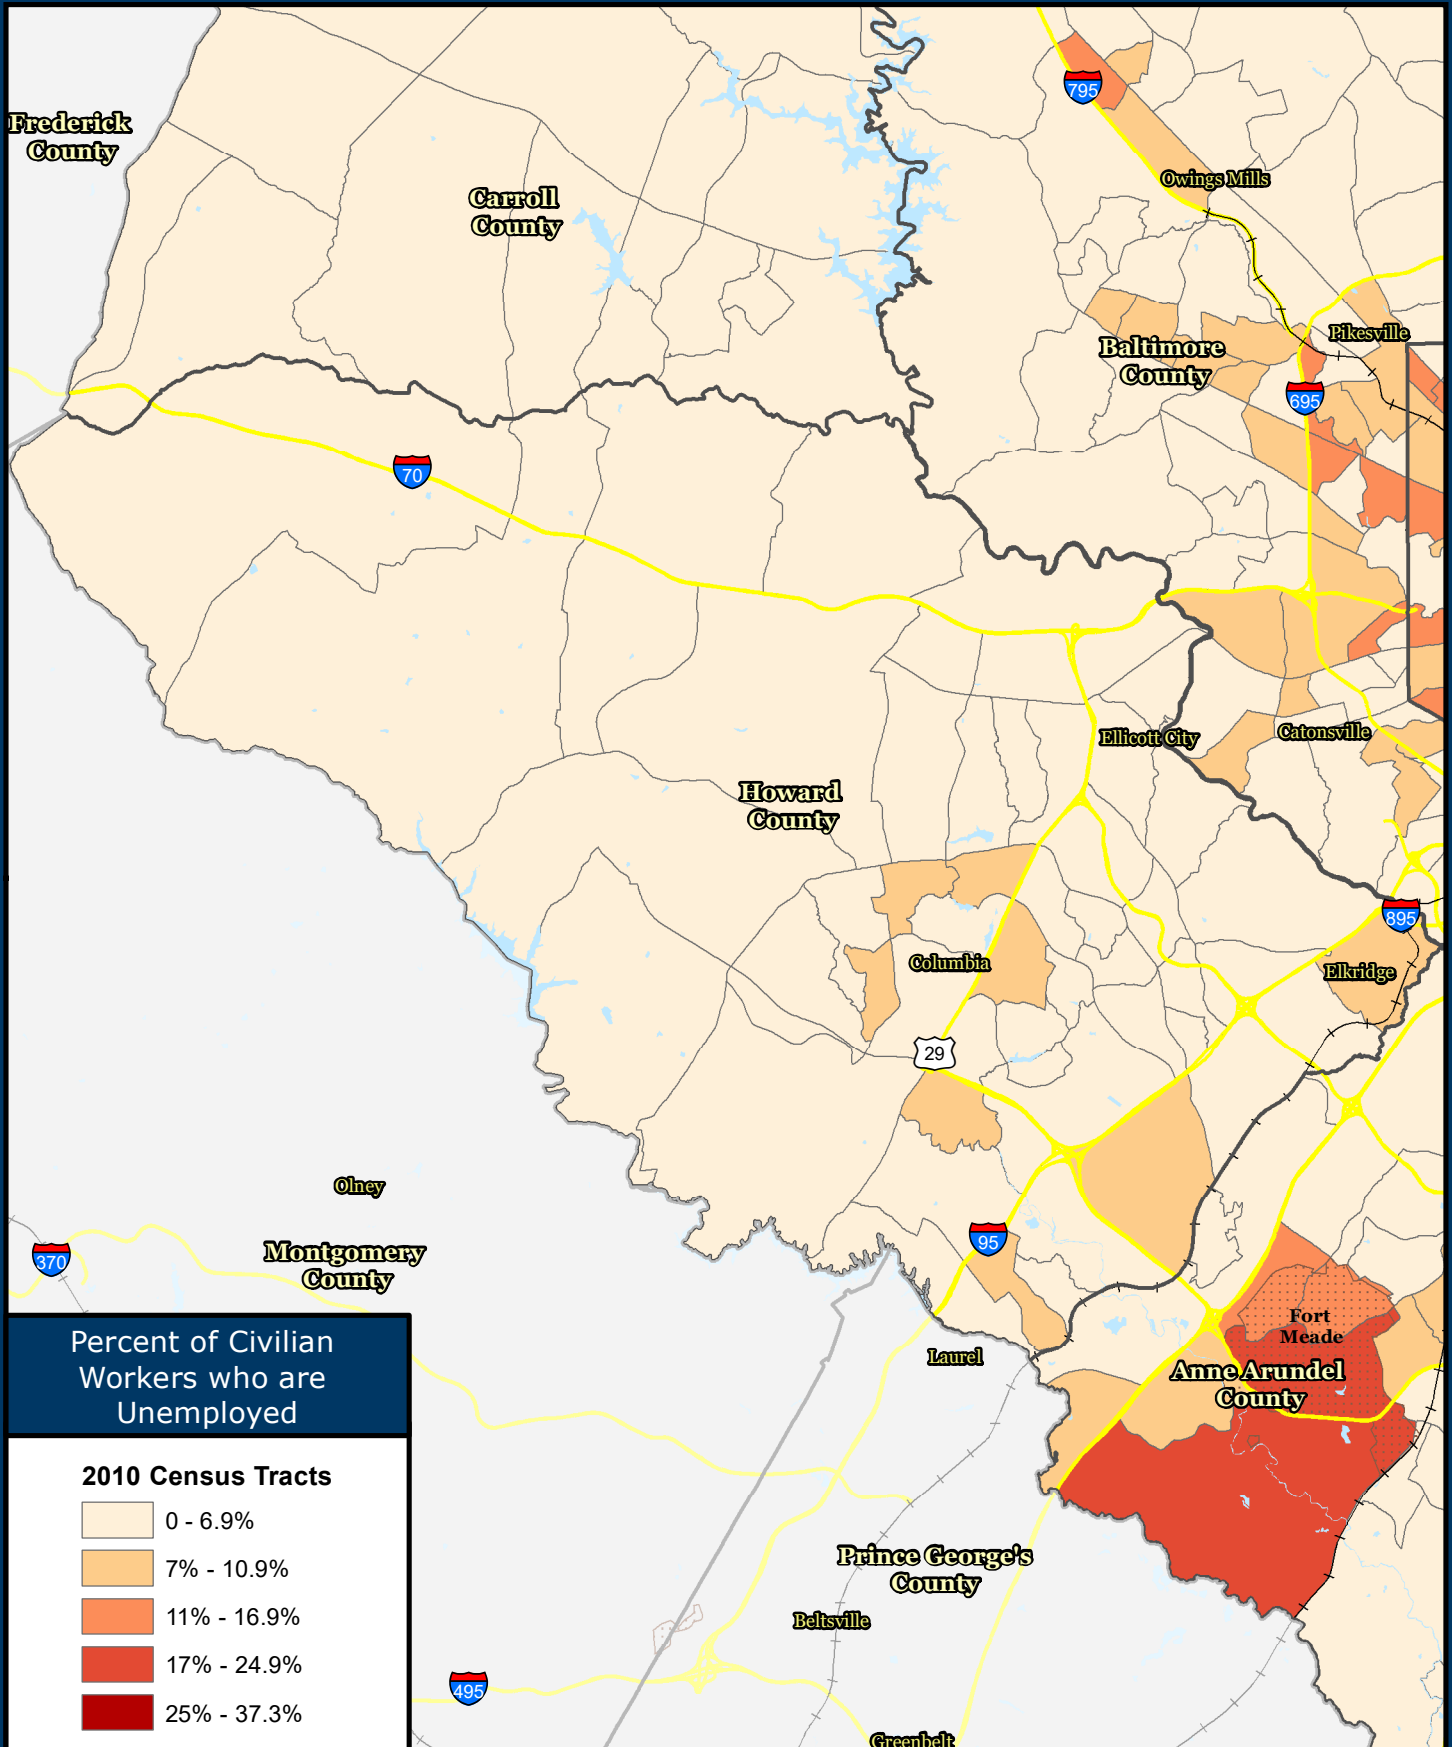 795
Frederick
County
Owings Mills
Carroll
County
Pikesville
Baltimore
County
695
70
Ellicott City
Catonsville
Howard
County
895
Columbia
Elkridge
29
Olney
370
Montgomery
County
95
Fort
Meade
Laurel
Anne Arundel
County
Prince George's
County
Beltsville
495
Greenbelt
Percent of Civilian
Workers who are
Unemployed
2010 Census Tracts
0 - 6.9%
7% - 10.9%
11% - 16.9%
17% - 24.9%
25% - 37.3%